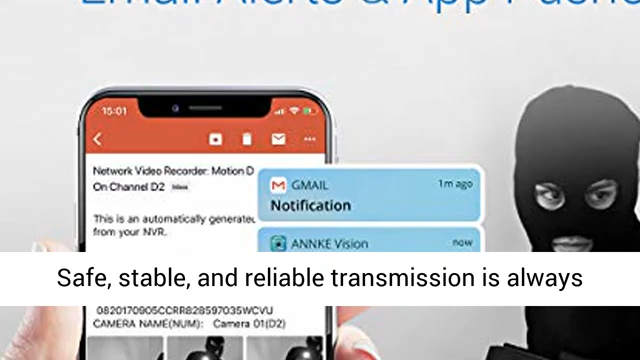 Email Alerts & App Pushes
15:01
Network Video Recorder: Motion D
On Channel D2 Inbox
This is an automatically generated
from your NVR.
GMAIL 1m ago
Notification
ANNKE Vision now
Safe, stable, and reliable transmission is always
0820170905CCRR828597035WCVU
CAMERA NAME(NUM): Camera 01(D2)